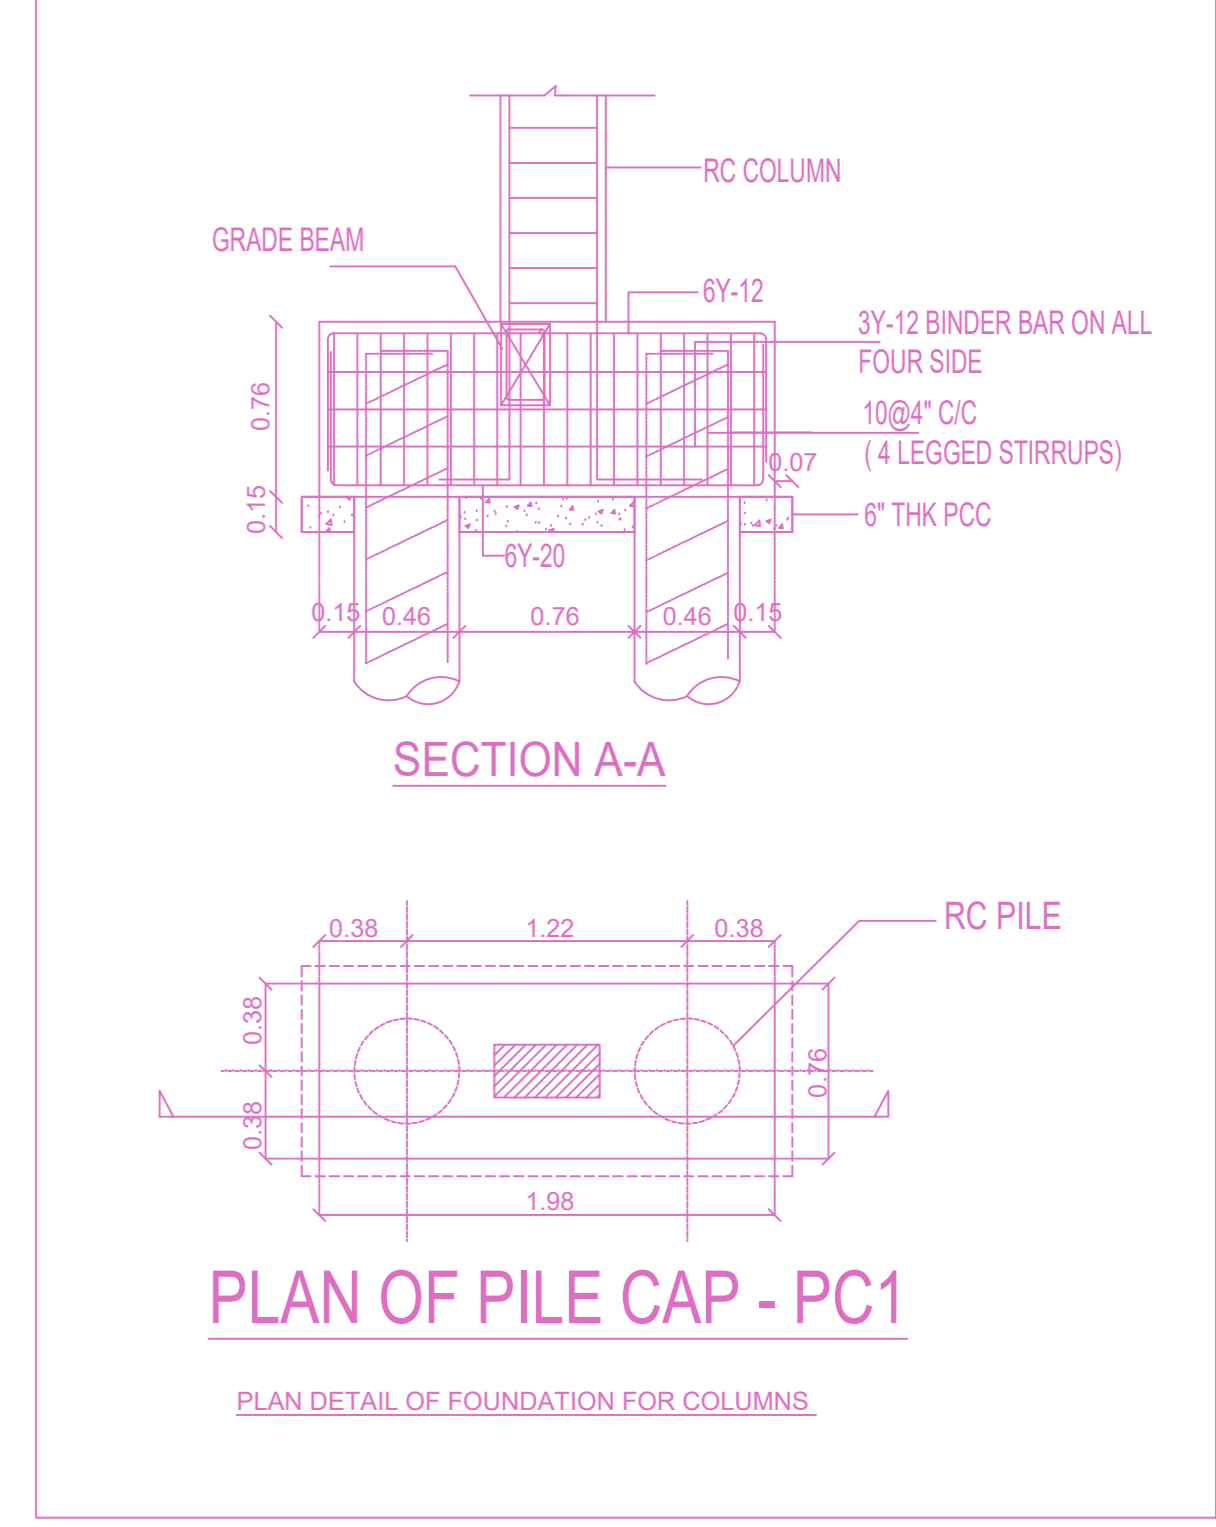 RC COLUMN
GRADE BEAM
6Y-12
3Y-12 BINDER BAR ON ALL
FOUR SIDE
0.76
10@4" C/C
( 4 LEGGED STIRRUPS)
0.07
0.15
6" THK PCC
6Y-20
0.15 0.46 0.76 0.46 0.15
SECTION A-A
RC PILE
0.38 1.22 0.38
0.38
0.76
0.38
1.98
PLAN OF PILE CAP - PC1
PLAN DETAIL OF FOUNDATION FOR COLUMNS